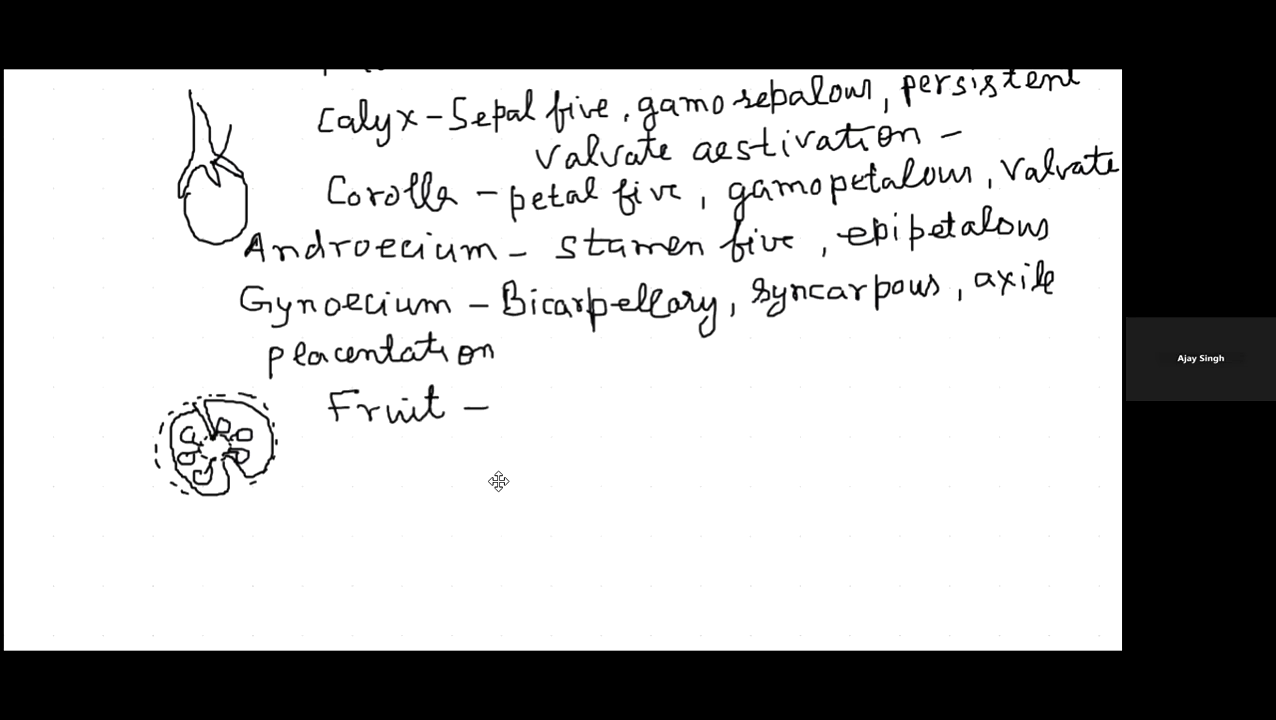 Calyx - Sepal five, gamosepalous, persistent
valvate aestivation -
Corolla - petal five, gamopetalous, valvate
Androecium - stamen five, epipetalous
Gynoecium - Bicarpellary, syncarpous, axile
placentation
Fruit -
Ajay Singh